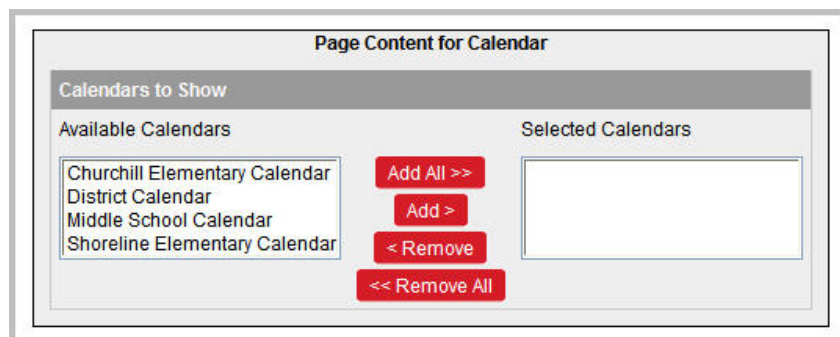 Page Content for Calendar
Calendars to Show
Available Calendars
Selected Calendars
Churchill Elementary Calendar
District Calendar
Middle School Calendar
Shoreline Elementary Calendar
Add All >>
Add >
< Remove
<< Remove All